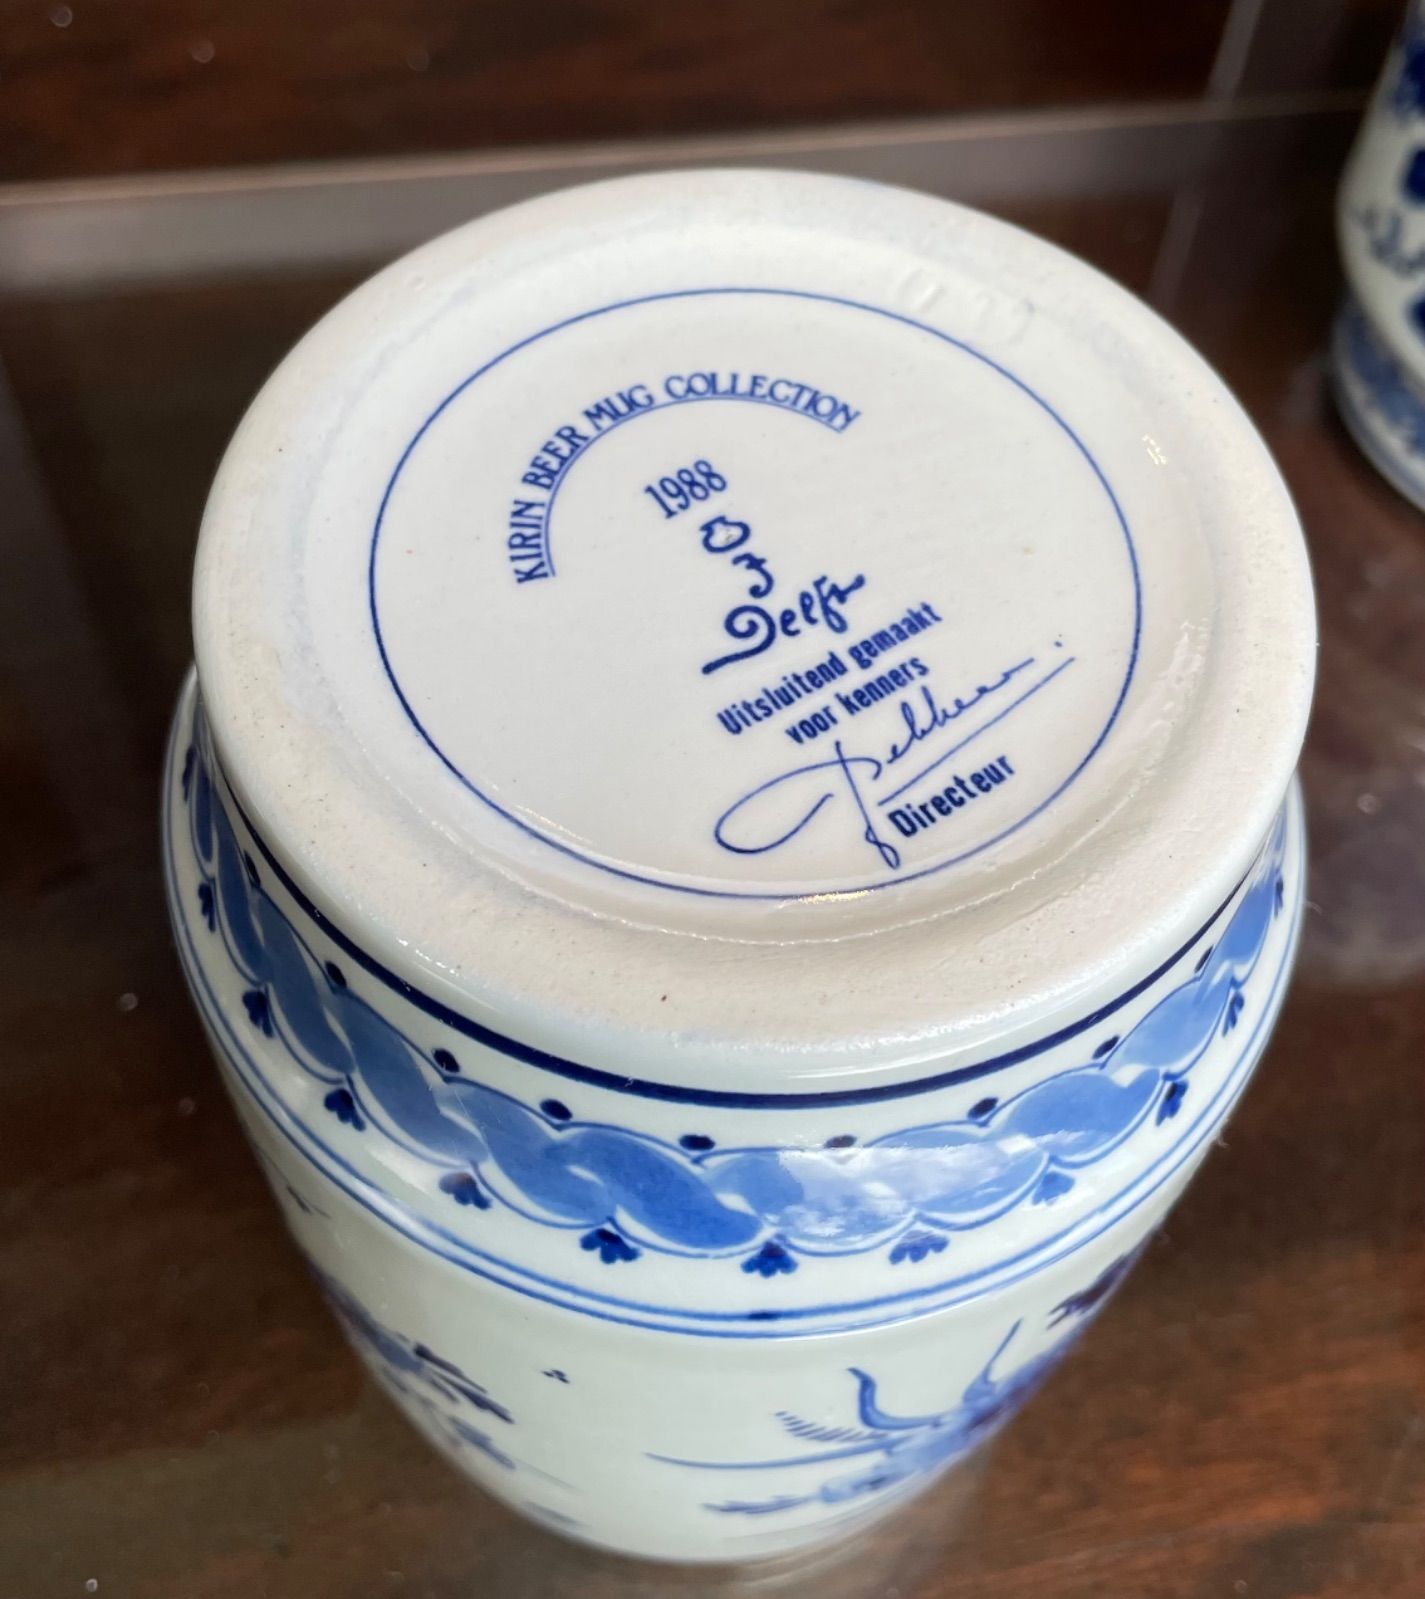 KIRIN BEER MUG COLLECTION
1988
Delft
Uitsluitend gemaakt
voor kenners
Directeur